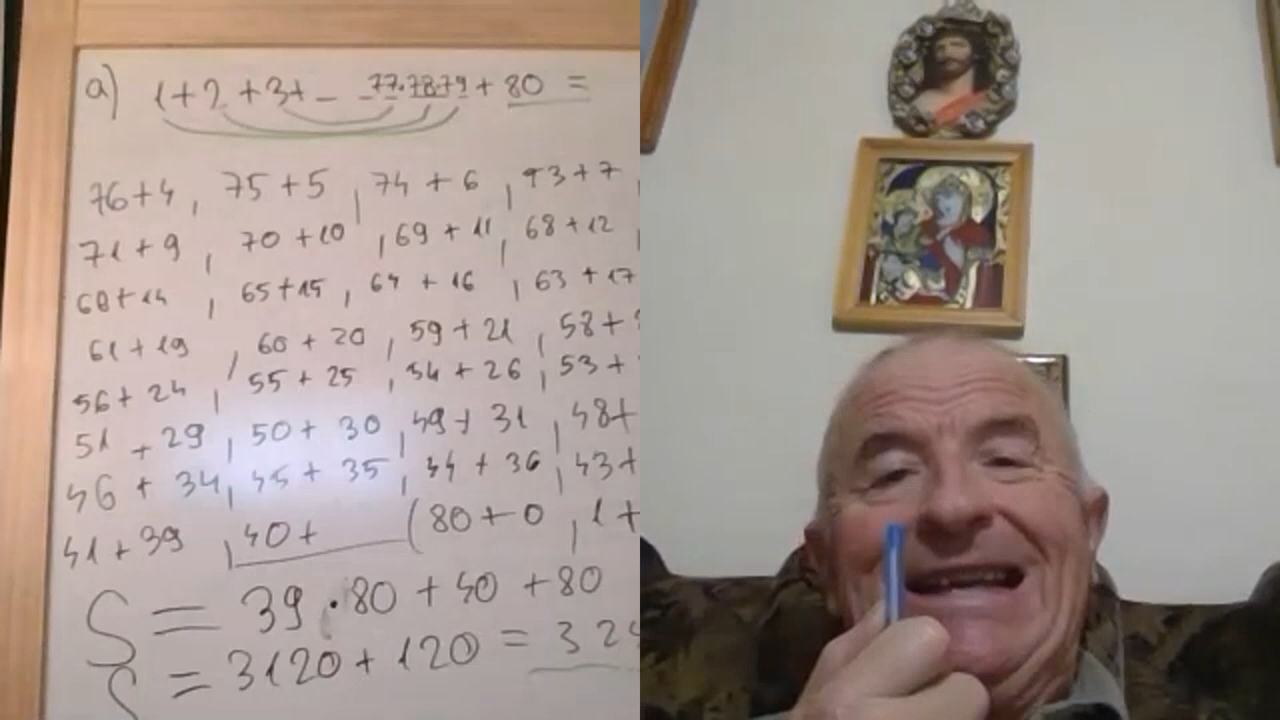 a) 1+2+3+_ _77.78.79+80=
76+4, 75+5, 74+6, 73+7,
71+9, 70+10, 69+11, 68+12,
66+14, 65+15, 64+16, 63+17
61+19, 60+20, 59+21, 58+
56+24, 55+25, 54+26, 53+
51+29, 50+30, 49+31, 48+
46+34, 45+35, 44+36, 43+
41+39, 40+ (80+0, 1+
S=39.80+40+80
S=3120+120=324